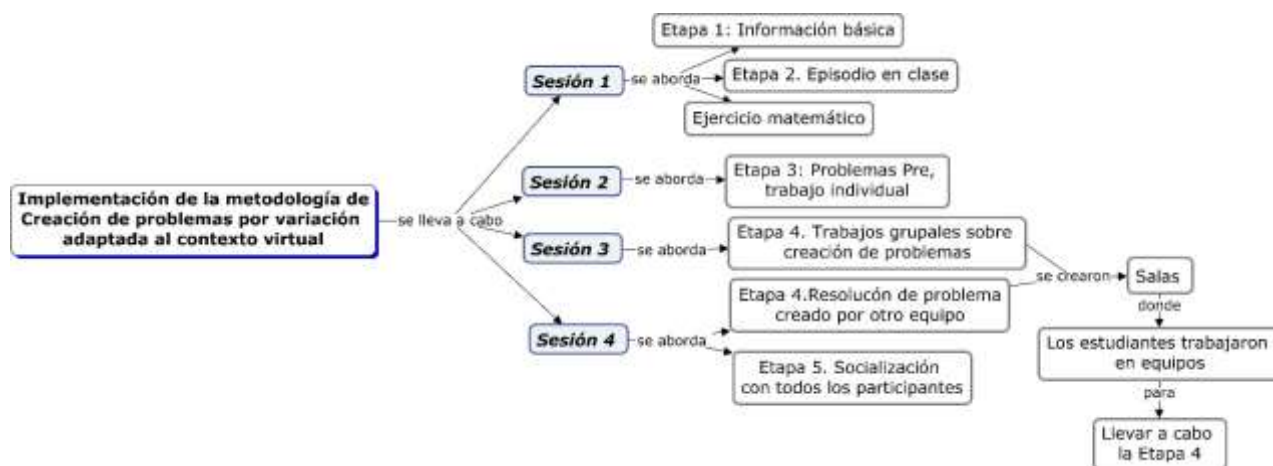 Implementación de la metodología de
Creación de problemas por variación
adaptada al contexto virtual
se lleva a cabo
Sesión 1
se aborda
Etapa 1: Información básica
Etapa 2. Episodio en clase
Ejercicio matemático
Sesión 2
se aborda
Etapa 3: Problemas Pre,
trabajo individual
Sesión 3
se aborda
Etapa 4. Trabajos grupales sobre
creación de problemas
Sesión 4
se aborda
Etapa 4.Resolucón de problema
creado por otro equipo
Etapa 5. Socialización
con todos los participantes
se crearon
Salas
donde
Los estudiantes trabajaron
en equipos
para
Llevar a cabo
la Etapa 4